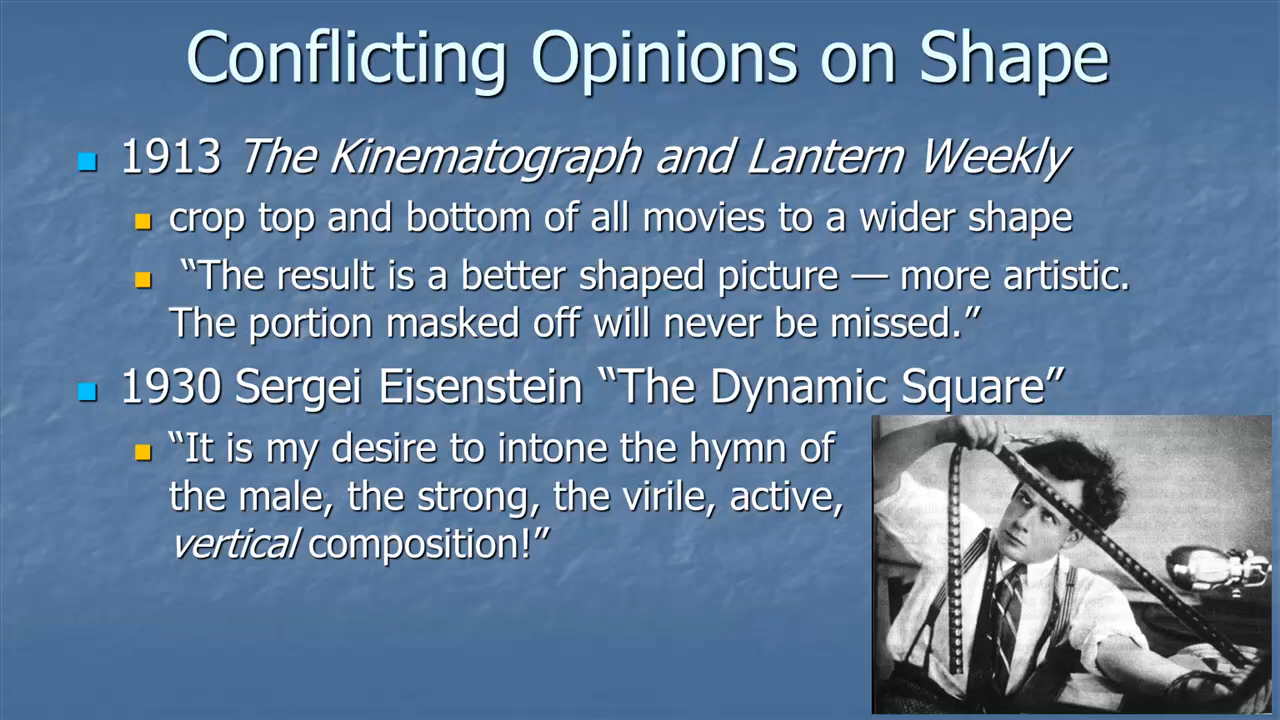 Conflicting Opinions on Shape
1913 The Kinematograph and Lantern Weekly
crop top and bottom of all movies to a wider shape
“The result is a better shaped picture — more artistic.
The portion masked off will never be missed.”
1930 Sergei Eisenstein “The Dynamic Square”
“It is my desire to intone the hymn of
the male, the strong, the virile, active,
vertical composition!”